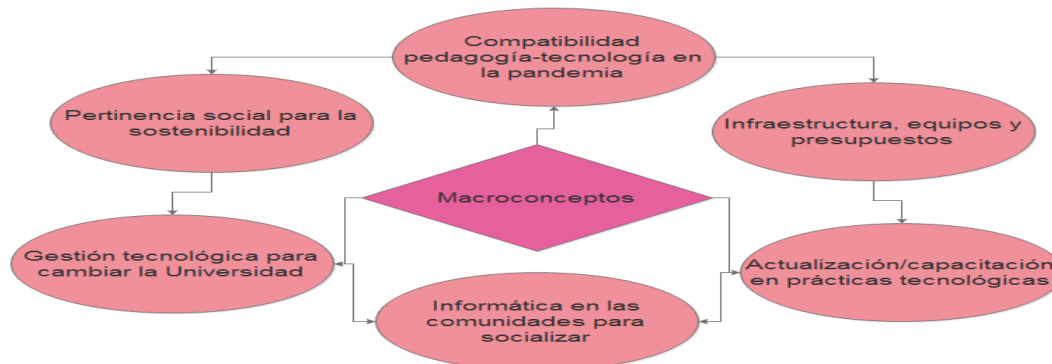 Compatibilidad
pedagogía-tecnología en
la pandemia
Pertinencia social para la
sostenibilidad
Infraestructura, equipos y
presupuestos
Macroconceptos
Gestión tecnológica para
cambiar la Universidad
Actualización/capacitación
en prácticas tecnológicas
Informática en las
comunidades para
socializar